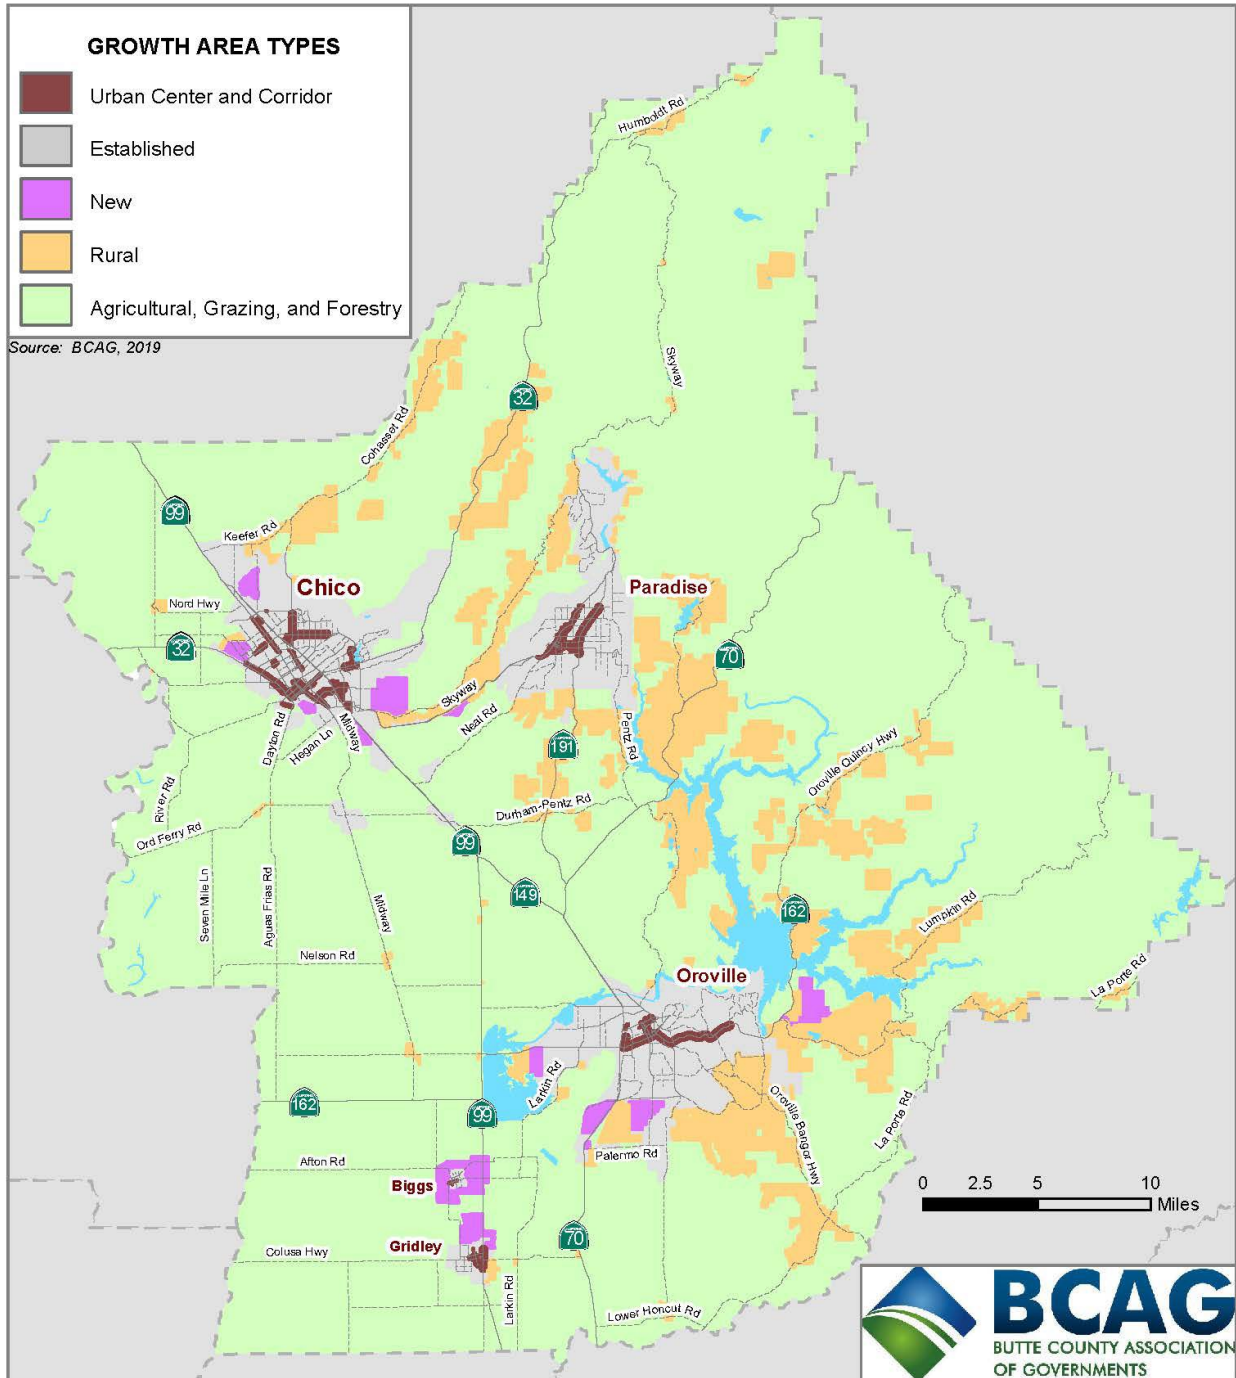 GROWTH AREA TYPES
Urban Center and Corridor
Established
New
Rural
Agricultural, Grazing, and Forestry
Source: BCAG, 2019
Humboldt Rd
Skyway
32
Cohasset Rd
99
Keefer Rd
Chico
Paradise
Nord Hwy
32
70
Skyway
Neal Rd
Pentz Rd
Dayton Rd
Hegan Ln
Midway
191
Oroville Quincy Hwy
River Rd
Durham-Pentz Rd
Ord Ferry Rd
99
149
Seven Mile Ln
Aguas Frias Rd
Midway
162
Lumpkin Rd
Nelson Rd
Oroville
La Porte Rd
Larkin Rd
162
99
Oroville Bangor Hwy
La Porte Rd
Palermo Rd
Afton Rd
Biggs
0 2.5 5 10
Miles
Gridley
70
Colusa Hwy
Larkin Rd
Lower Honcut Rd
BCAG
BUTTE COUNTY ASSOCIATION
OF GOVERNMENTS